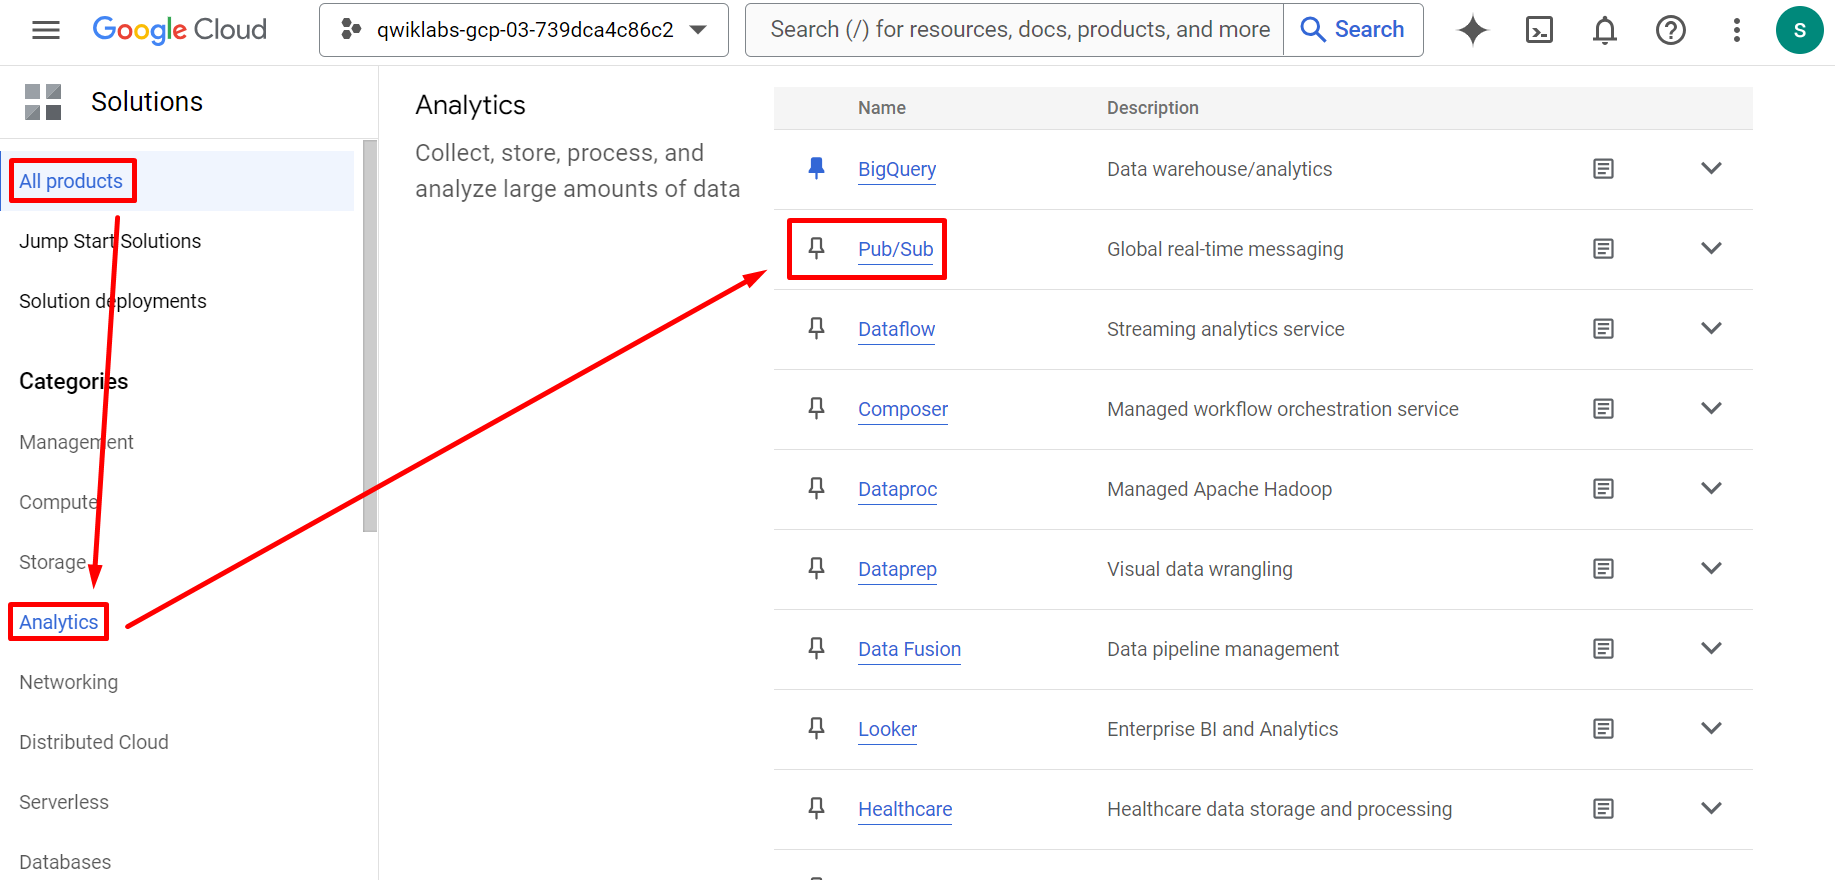 Google Cloud
qwiklabs-gcp-03-739dca4c86c2
Search (/) for resources, docs, products, and more
Search
S
Solutions
All products
Jump Start Solutions
Solution deployments
Categories
Management
Compute
Storage
Analytics
Networking
Distributed Cloud
Serverless
Databases
Analytics
Collect, store, process, and
analyze large amounts of data
Name Description
BigQuery Data warehouse/analytics
Pub/Sub Global real-time messaging
Dataflow Streaming analytics service
Composer Managed workflow orchestration service
Dataproc Managed Apache Hadoop
Dataprep Visual data wrangling
Data Fusion Data pipeline management
Looker Enterprise BI and Analytics
Healthcare Healthcare data storage and processing